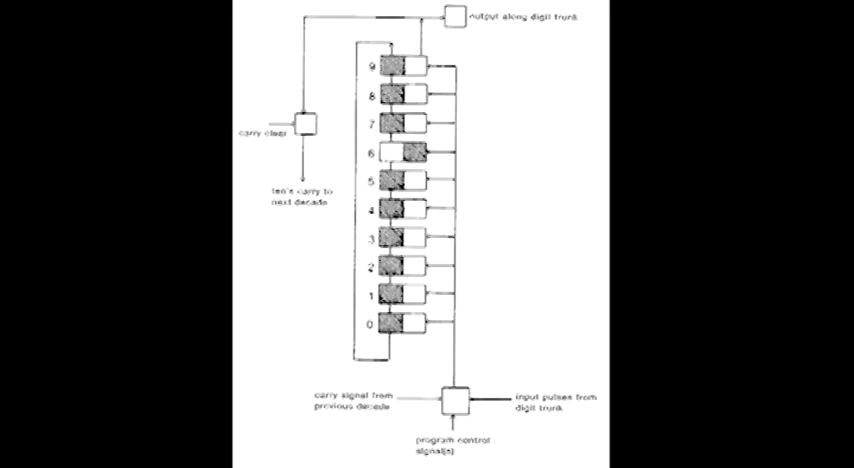 output along digit trunk
9
8
7
carry clear
6
ten's carry to
next decade
5
4
3
2
1
0
carry signal from
previous decade
input pulses from
digit trunk
program control
signal(s)